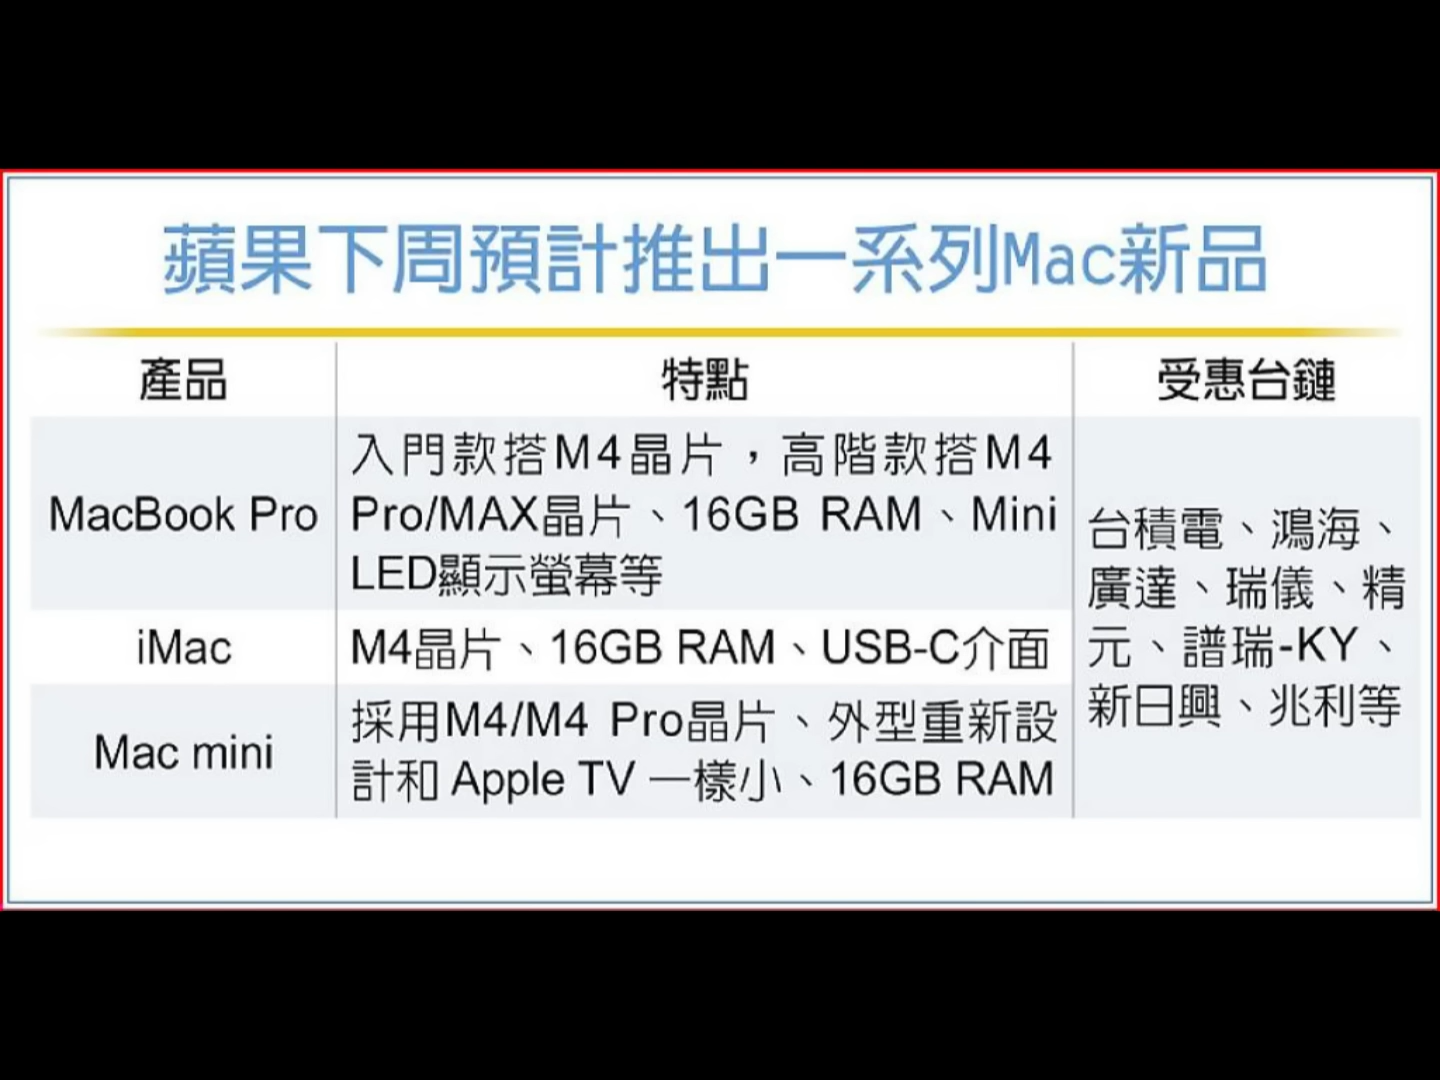 蘋果下周預計推出一系列Mac新品
產品
特點
受惠台鏈
MacBook Pro
入門款搭M4晶片，高階款搭M4
Pro/MAX晶片、16GB RAM、Mini
LED顯示螢幕等
iMac
M4晶片、16GB RAM、USB-C介面
Mac mini
採用M4/M4 Pro晶片、外型重新設
計和 Apple TV 一樣小、16GB RAM
台積電、鴻海、
廣達、瑞儀、精
元、譜瑞-KY、
新日興、兆利等